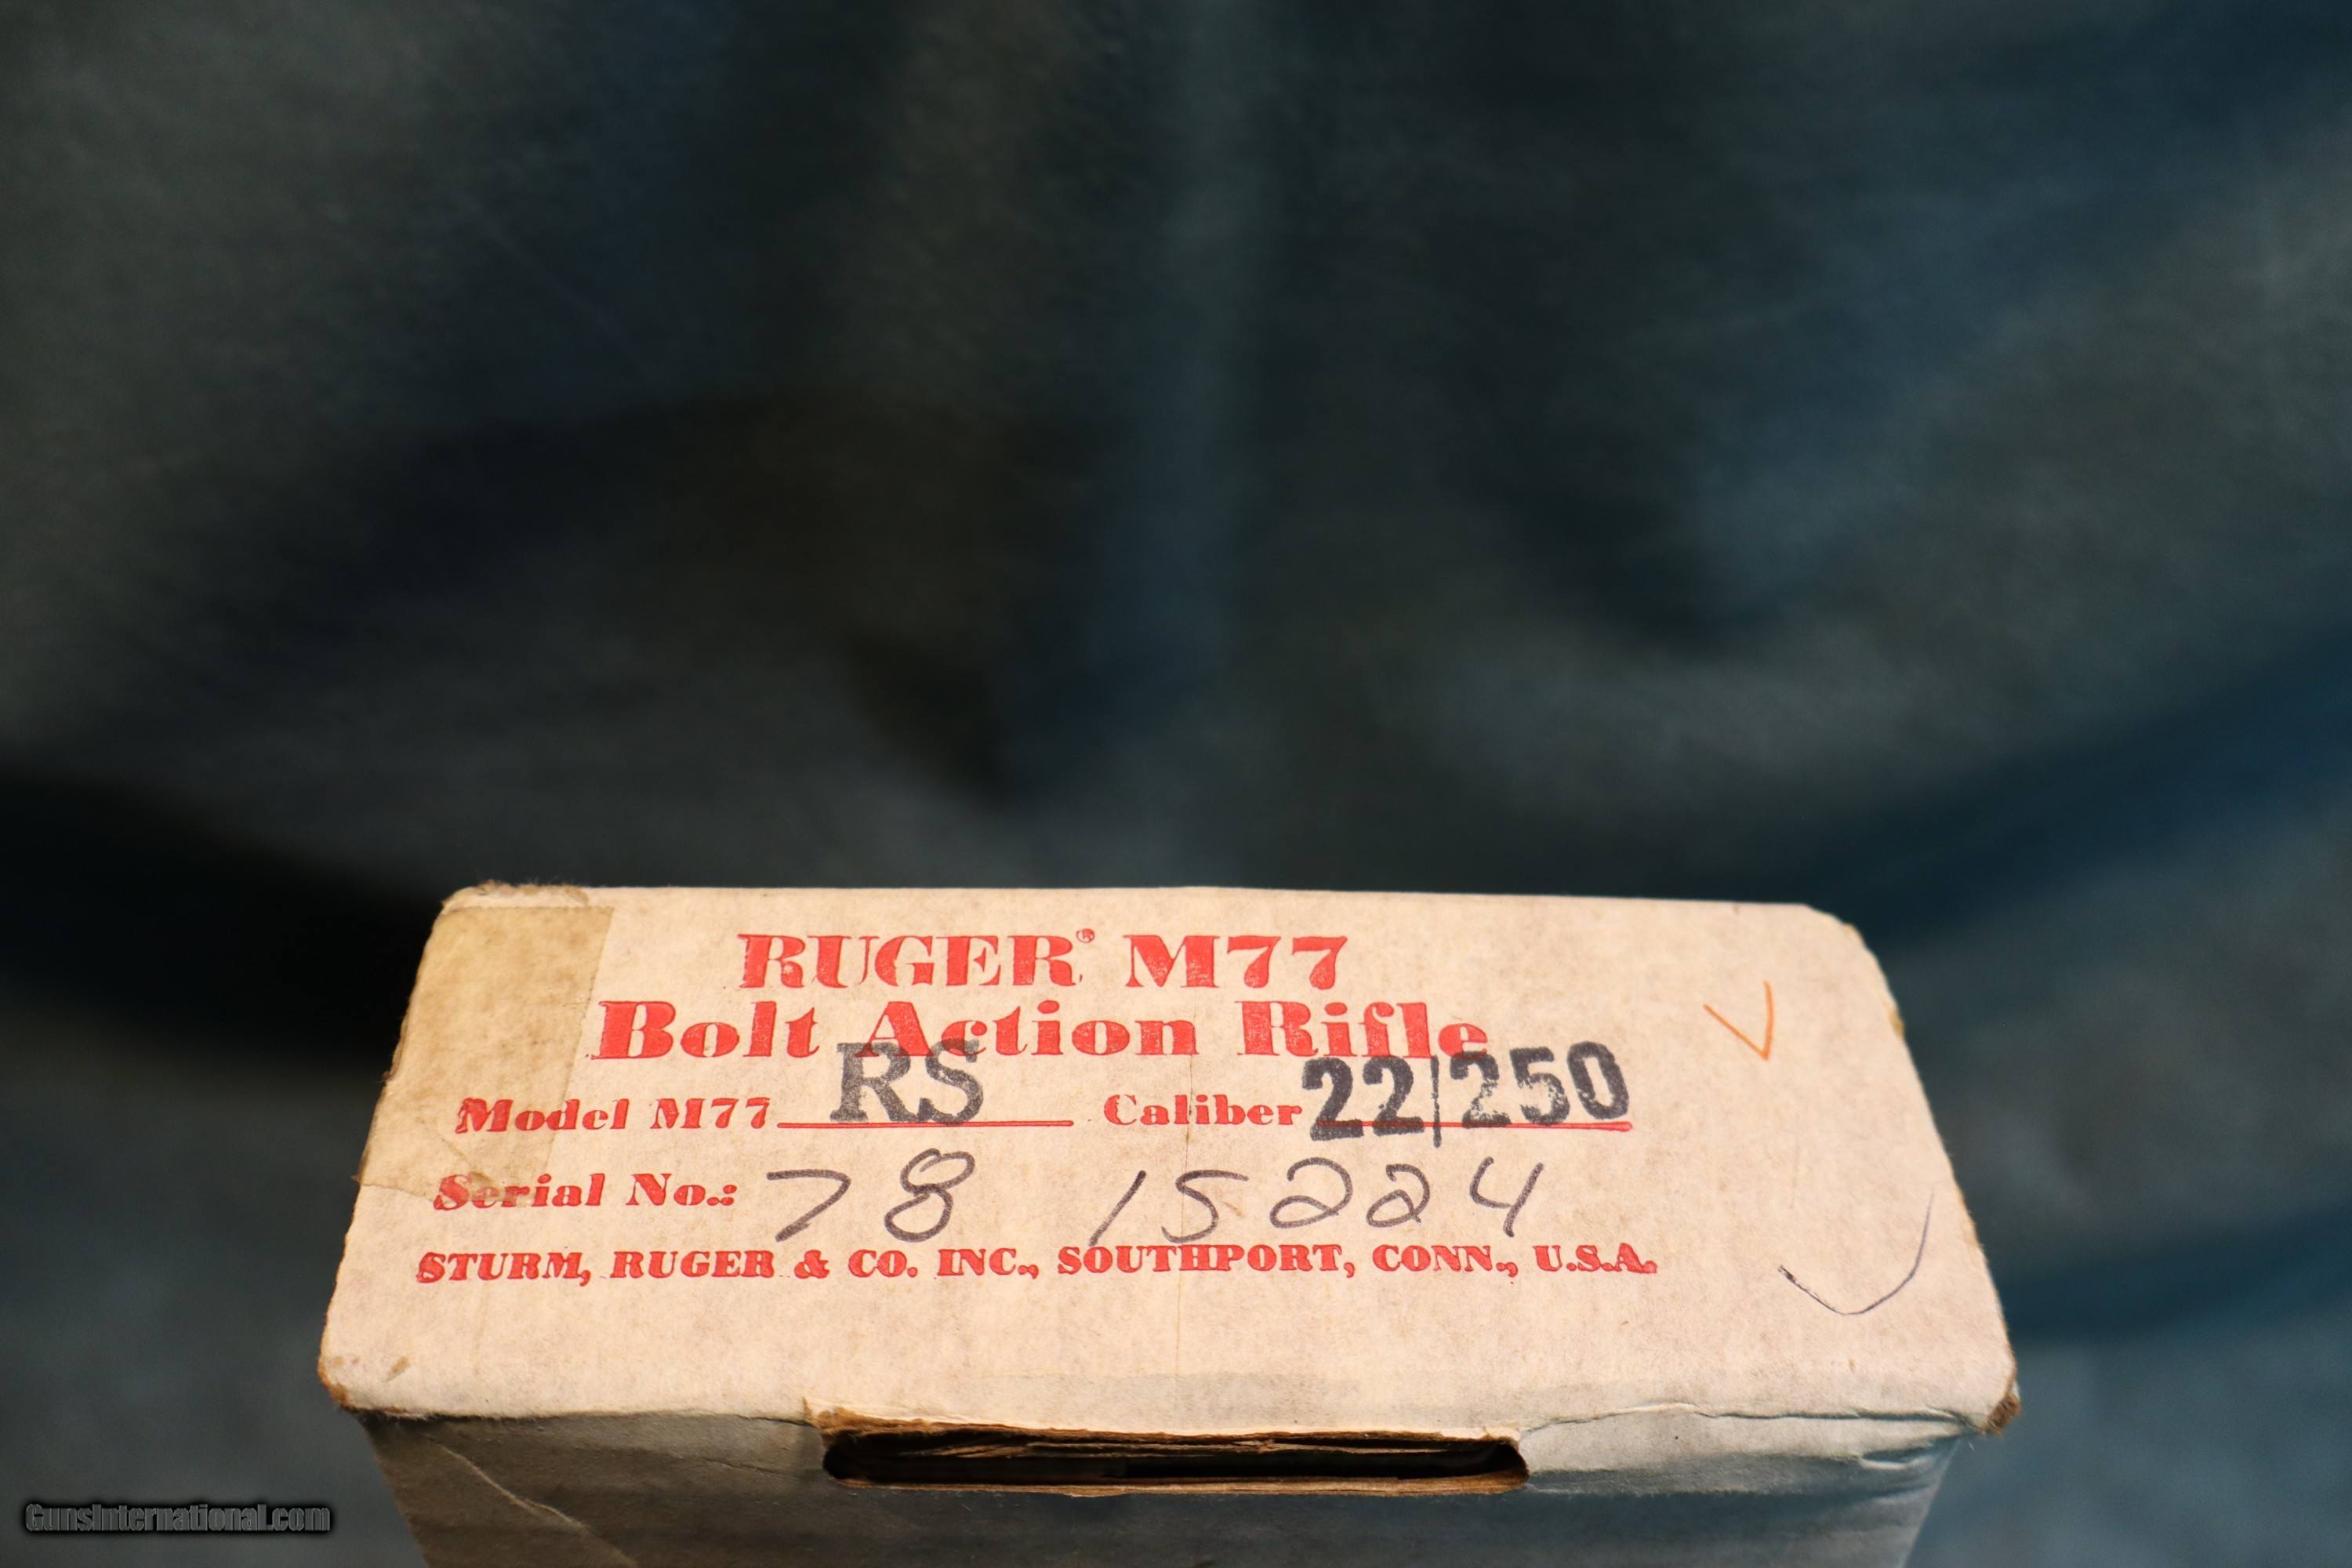 RUGER® M77
Bolt Action Rifle
Model M77 RS Caliber 22/250
Serial No.: 78 15224
STURM, RUGER & CO. INC., SOUTHPORT, CONN., U.S.A.
GunsInternational.com